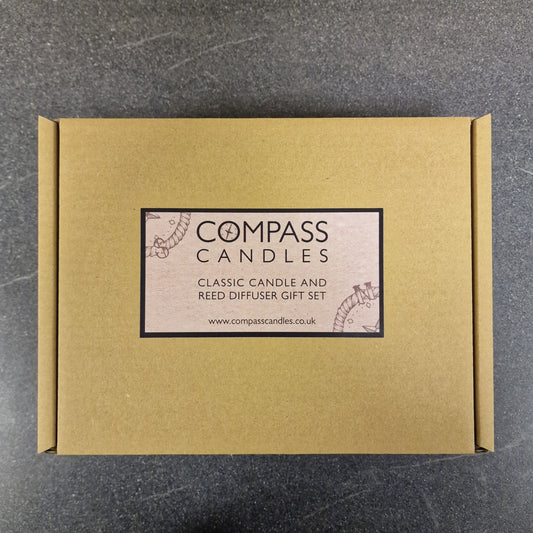 COMPASS
CANDLES
CLASSIC CANDLE AND
REED DIFFUSER GIFT SET
www.compasscandles.co.uk